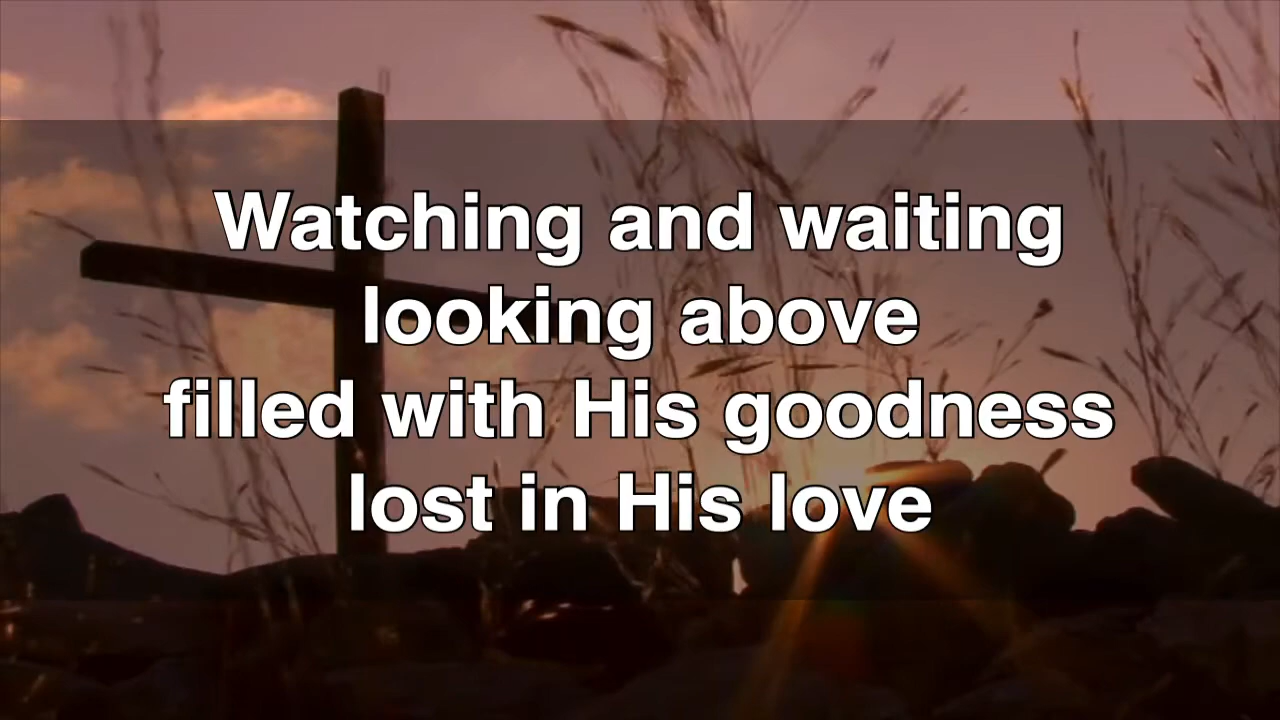 Watching and waiting
looking above
filled with His goodness
lost in His love